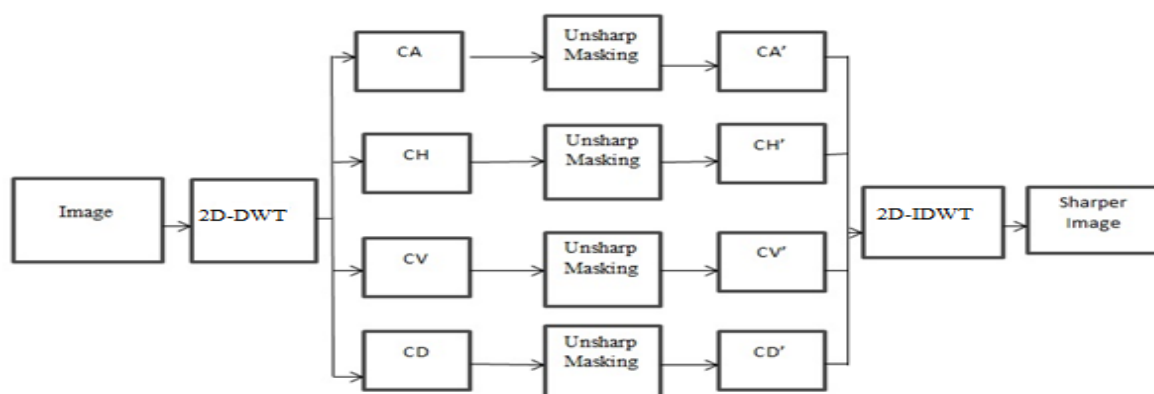 Image
2D-DWT
CA
Unsharp
Masking
CA’
CH
Unsharp
Masking
CH’
CV
Unsharp
Masking
CV’
CD
Unsharp
Masking
CD’
2D-IDWT
Sharper
Image